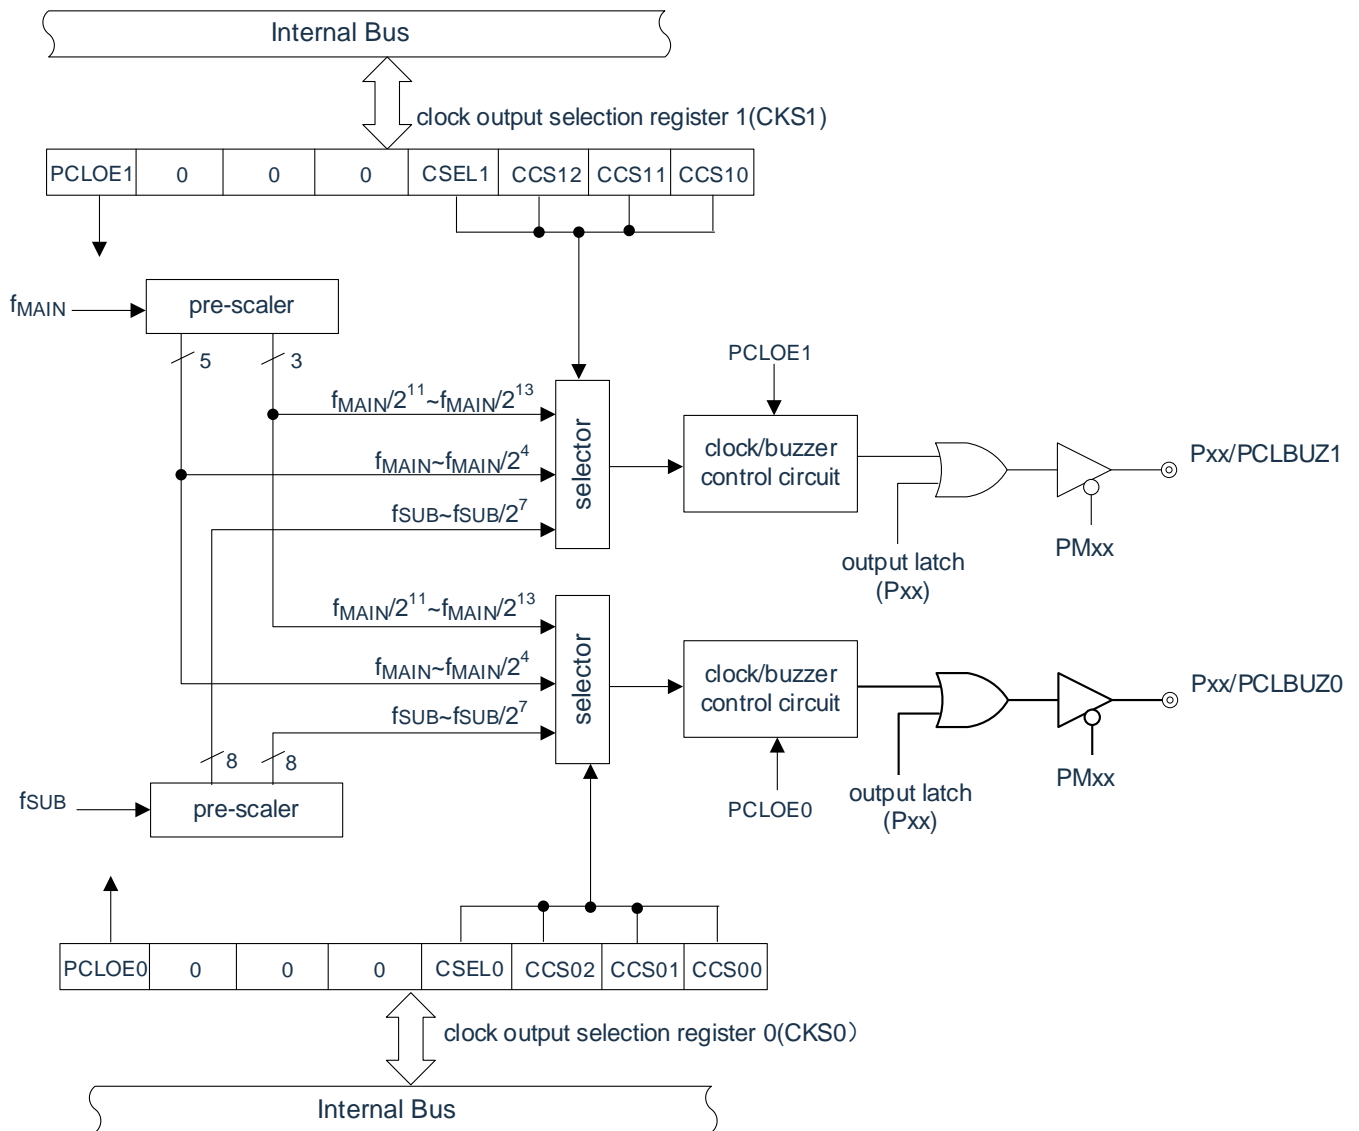 Internal Bus
clock output selection register 1(CKS1)
PCLOE1 0 0 0 CSEL1 CCS12 CCS11 CCS10
fMAIN
pre-scaler
5
3
PCLOE1
fMAIN/2^11~fMAIN/2^13
fMAIN~fMAIN/2^4
fSUB~fSUB/2^7
selector
clock/buzzer
control circuit
Pxx/PCLBUZ1
output latch
(Pxx)
PMxx
fMAIN/2^11~fMAIN/2^13
fMAIN~fMAIN/2^4
fSUB~fSUB/2^7
selector
clock/buzzer
control circuit
Pxx/PCLBUZ0
8
8
fSUB
pre-scaler
PCLOE0
output latch
(Pxx)
PMxx
PCLOE0 0 0 0 CSEL0 CCS02 CCS01 CCS00
clock output selection register 0(CKS0）
Internal Bus